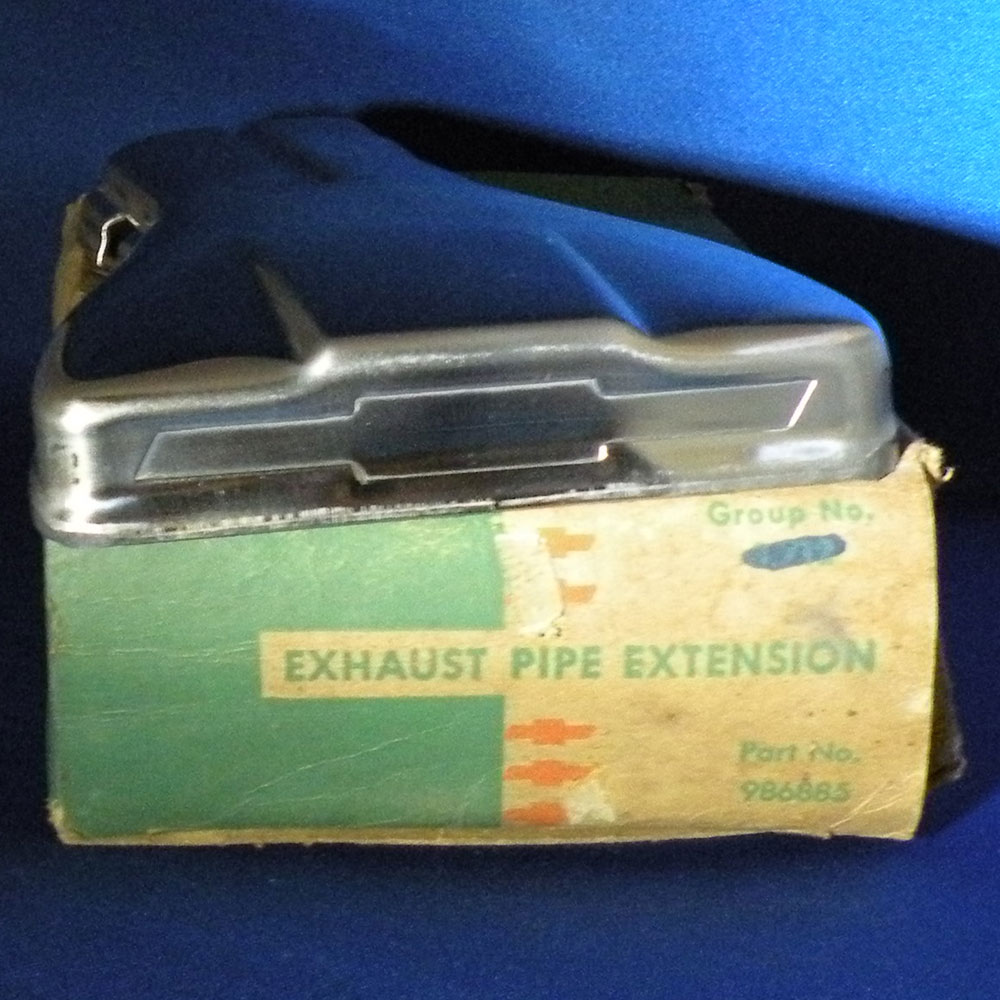 Group No.
EXHAUST PIPE EXTENSION
Part No.
986885